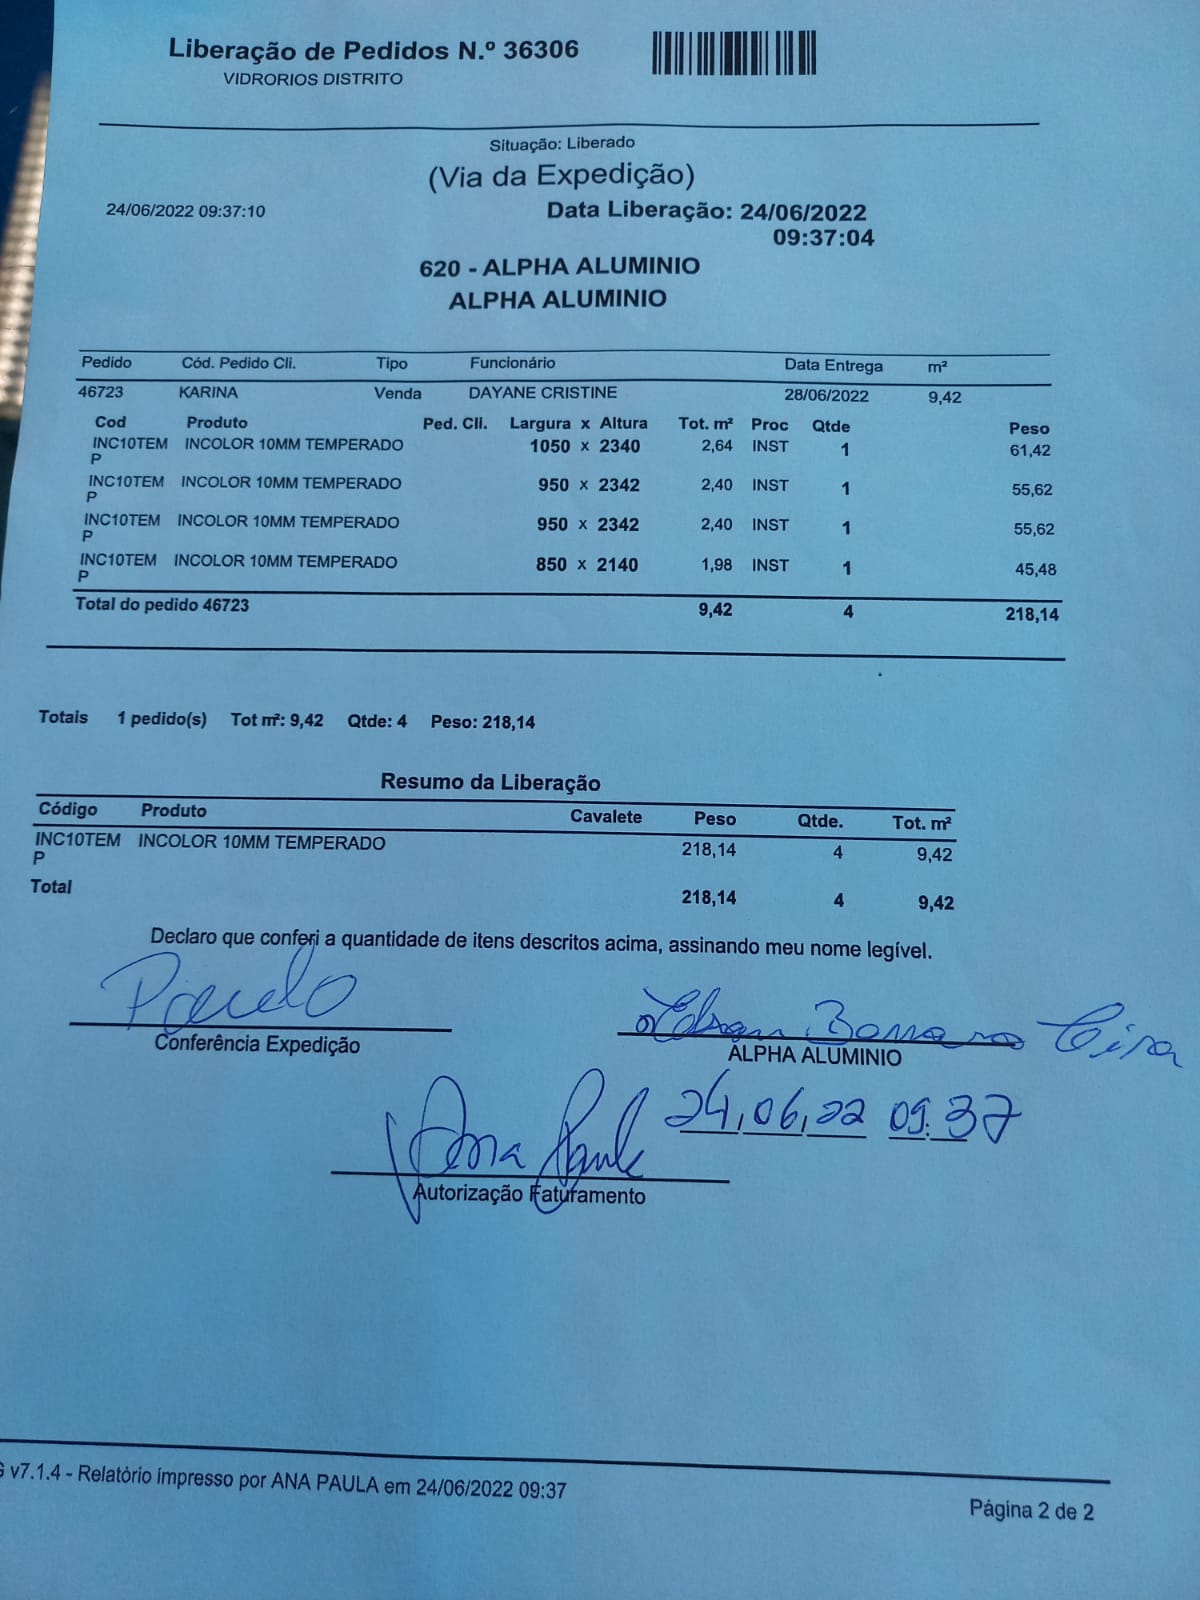 Liberação de Pedidos N.º 36306
VIDRORIOS DISTRITO
Situação: Liberado
(Via da Expedição)
24/06/2022 09:37:10 Data Liberação: 24/06/2022
09:37:04
620 - ALPHA ALUMINIO
ALPHA ALUMINIO
Pedido Cód. Pedido Cli. Tipo Funcionário Data Entrega m²
46723 KARINA Venda DAYANE CRISTINE 28/06/2022 9,42
Cod Produto Ped. Cli. Largura x Altura Tot. m² Proc Qtde Peso
INC10TEM INCOLOR 10MM TEMPERADO 1050 x 2340 2,64 INST 1 61,42
P
INC10TEM INCOLOR 10MM TEMPERADO 950 x 2342 2,40 INST 1 55,62
P
INC10TEM INCOLOR 10MM TEMPERADO 950 x 2342 2,40 INST 1 55,62
P
INC10TEM INCOLOR 10MM TEMPERADO 850 x 2140 1,98 INST 1 45,48
P
Total do pedido 46723 9,42 4 218,14
Totais 1 pedido(s) Tot m²: 9,42 Qtde: 4 Peso: 218,14
Resumo da Liberação
Código Produto Cavalete Peso Qtde. Tot. m²
INC10TEM INCOLOR 10MM TEMPERADO 218,14 4 9,42
P
Total 218,14 4 9,42
Declaro que conferi a quantidade de itens descritos acima, assinando meu nome legível.
Conferência Expedição
ALPHA ALUMINIO
Ana Paula 24,06,22 09:37
Autorização Faturamento
v7.1.4 - Relatório impresso por ANA PAULA em 24/06/2022 09:37
Página 2 de 2